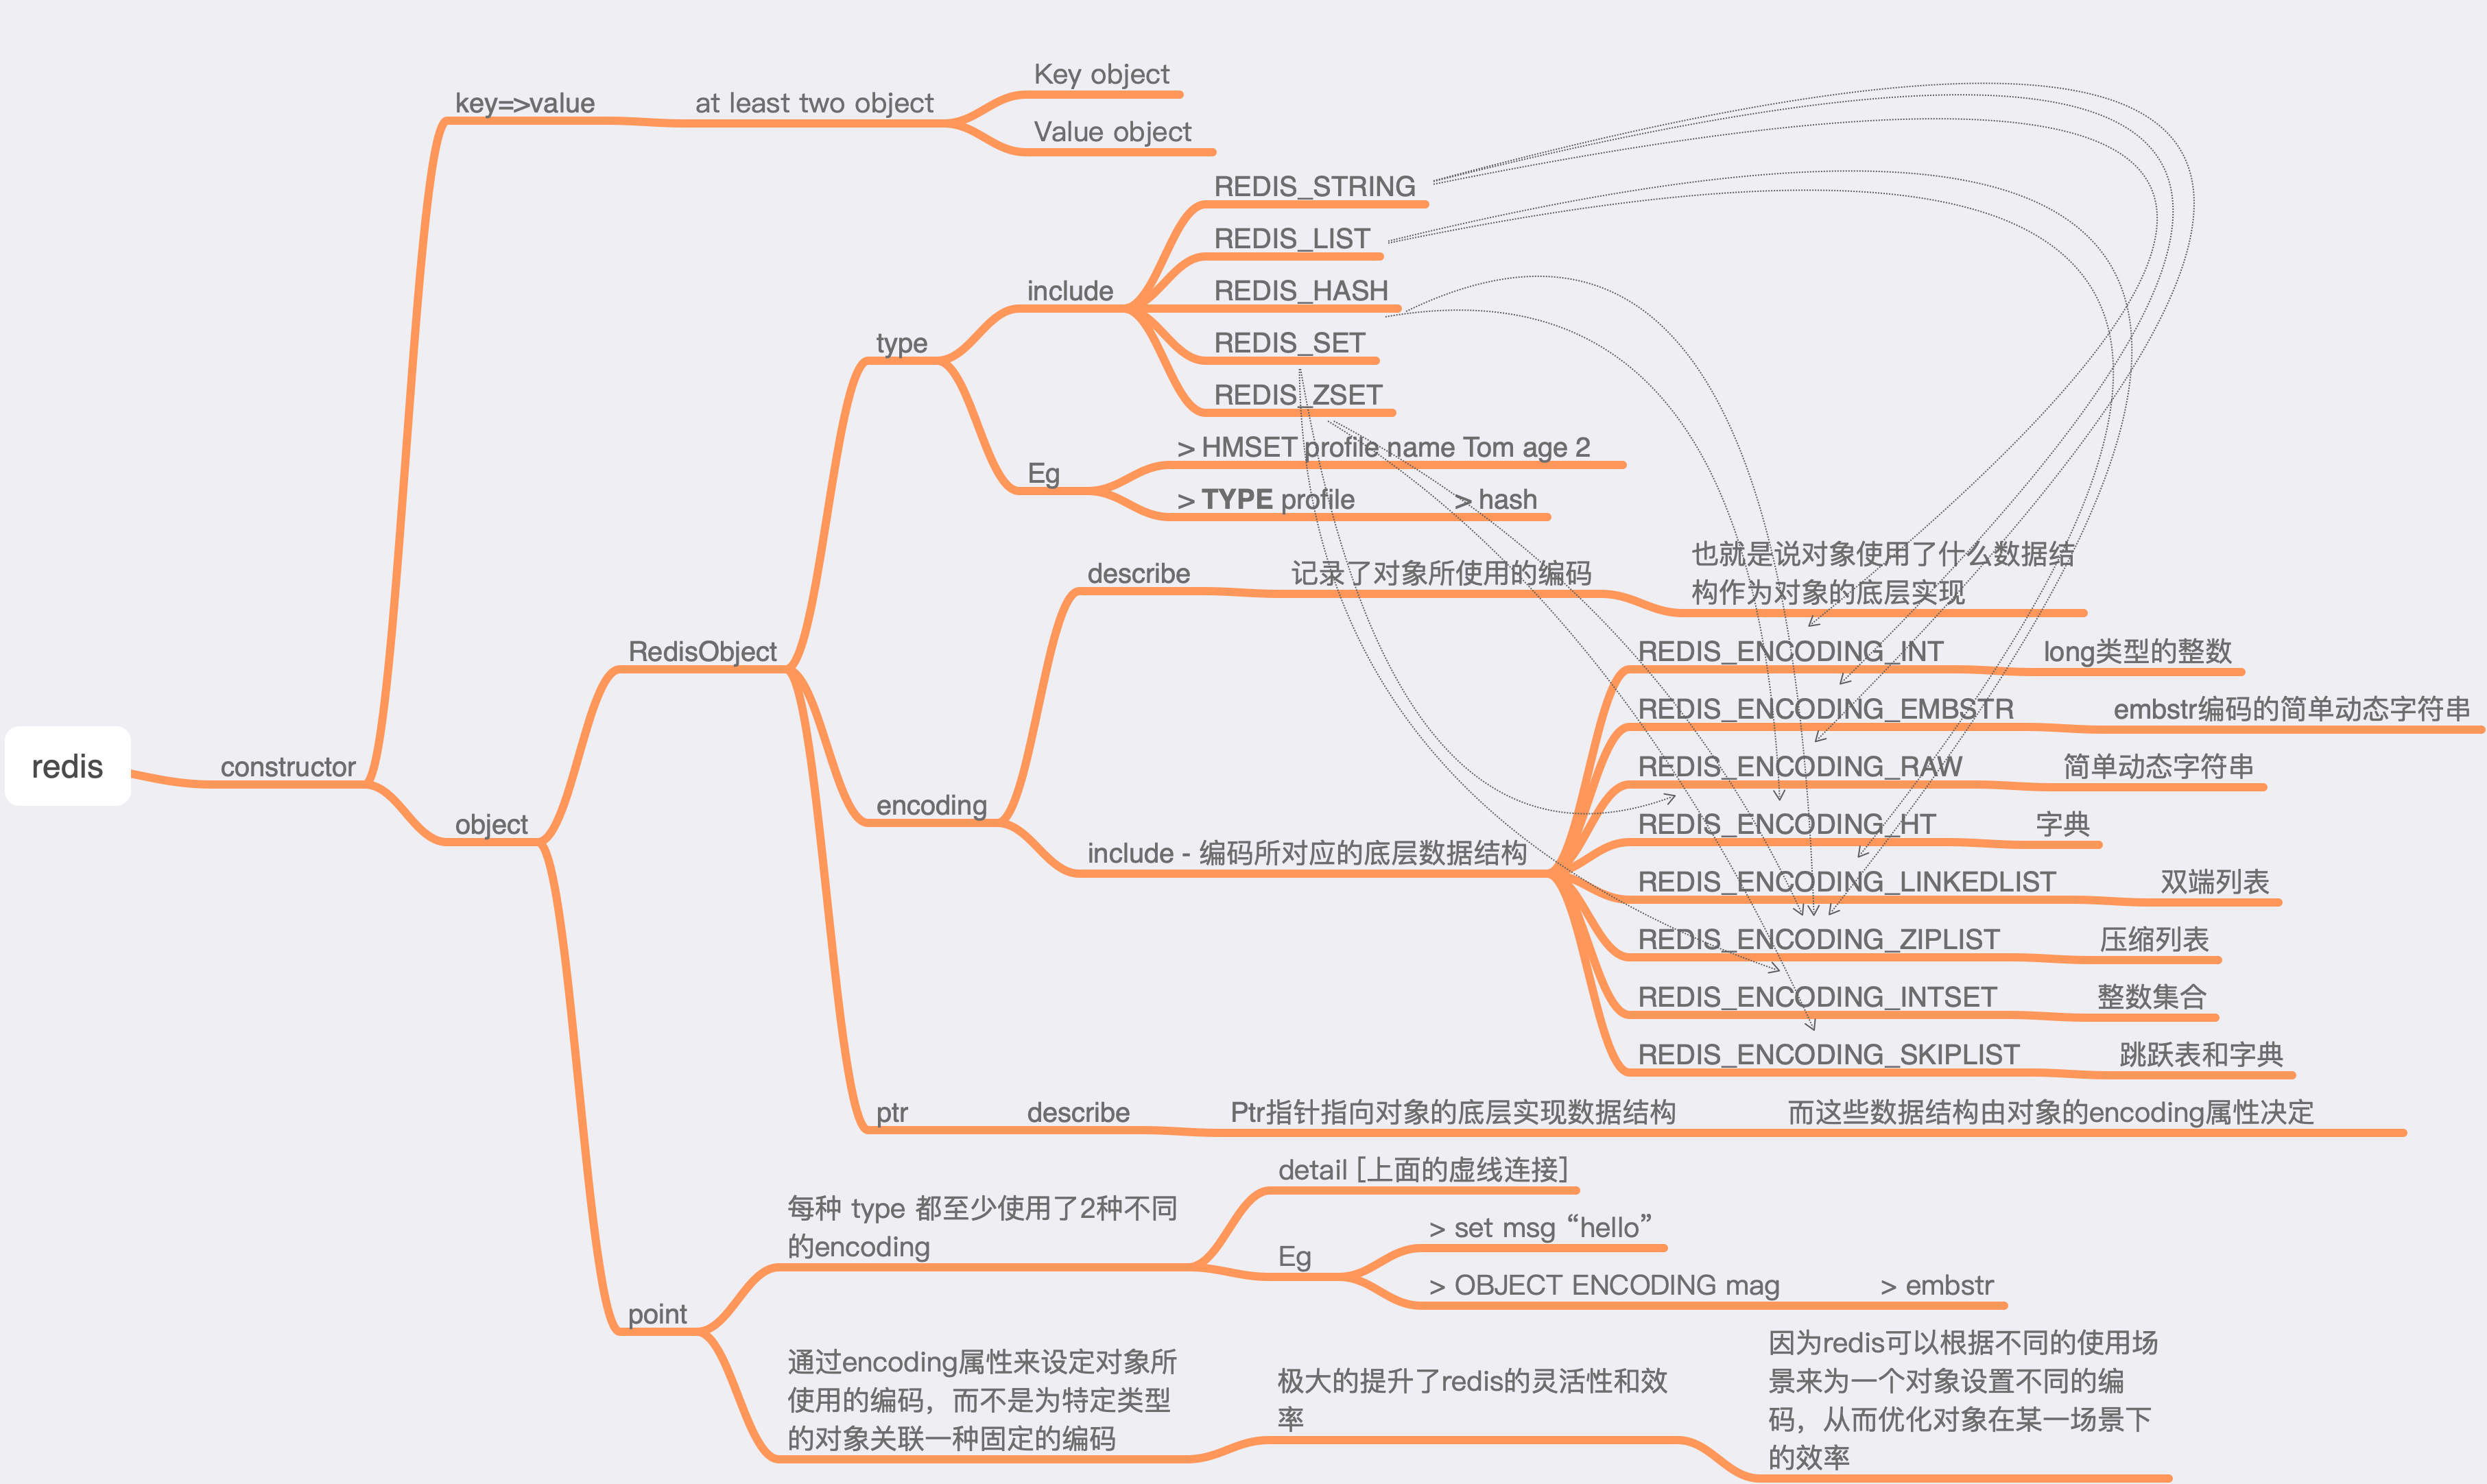 redis
constructor
key=>value
at least two object
Key object
Value object
object
RedisObject
type
include
REDIS_STRING
REDIS_LIST
REDIS_HASH
REDIS_SET
REDIS_ZSET
Eg
> HMSET profile name Tom age 2
> TYPE profile
> hash
encoding
describe
记录了对象所使用的编码
也就是说对象使用了什么数据结
构作为对象的底层实现
include - 编码所对应的底层数据结构
REDIS_ENCODING_INT
long类型的整数
REDIS_ENCODING_EMBSTR
embstr编码的简单动态字符串
REDIS_ENCODING_RAW
简单动态字符串
REDIS_ENCODING_HT
字典
REDIS_ENCODING_LINKEDLIST
双端列表
REDIS_ENCODING_ZIPLIST
压缩列表
REDIS_ENCODING_INTSET
整数集合
REDIS_ENCODING_SKIPLIST
跳跃表和字典
ptr
describe
Ptr指针指向对象的底层实现数据结构
而这些数据结构由对象的encoding属性决定
point
每种 type 都至少使用了2种不同
的encoding
detail [上面的虚线连接]
Eg
> set msg “hello”
> OBJECT ENCODING mag
> embstr
通过encoding属性来设定对象所
使用的编码，而不是为特定类型
的对象关联一种固定的编码
极大的提升了redis的灵活性和效
率
因为redis可以根据不同的使用场
景来为一个对象设置不同的编
码，从而优化对象在某一场景下
的效率